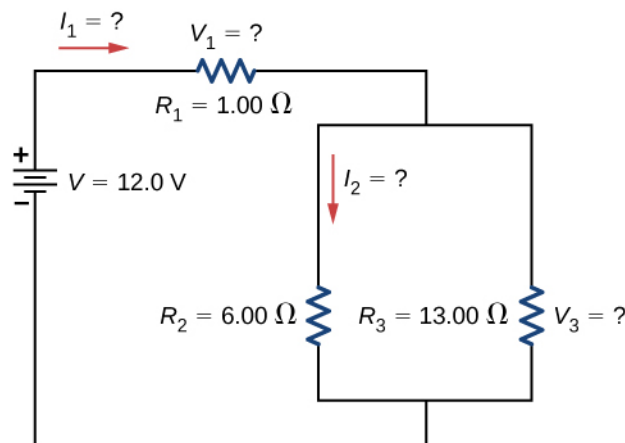 I₁ = ?
V₁ = ?
R₁ = 1.00 Ω
+
V = 12.0 V
−
I₂ = ?
R₂ = 6.00 Ω
R₃ = 13.00 Ω
V₃ = ?